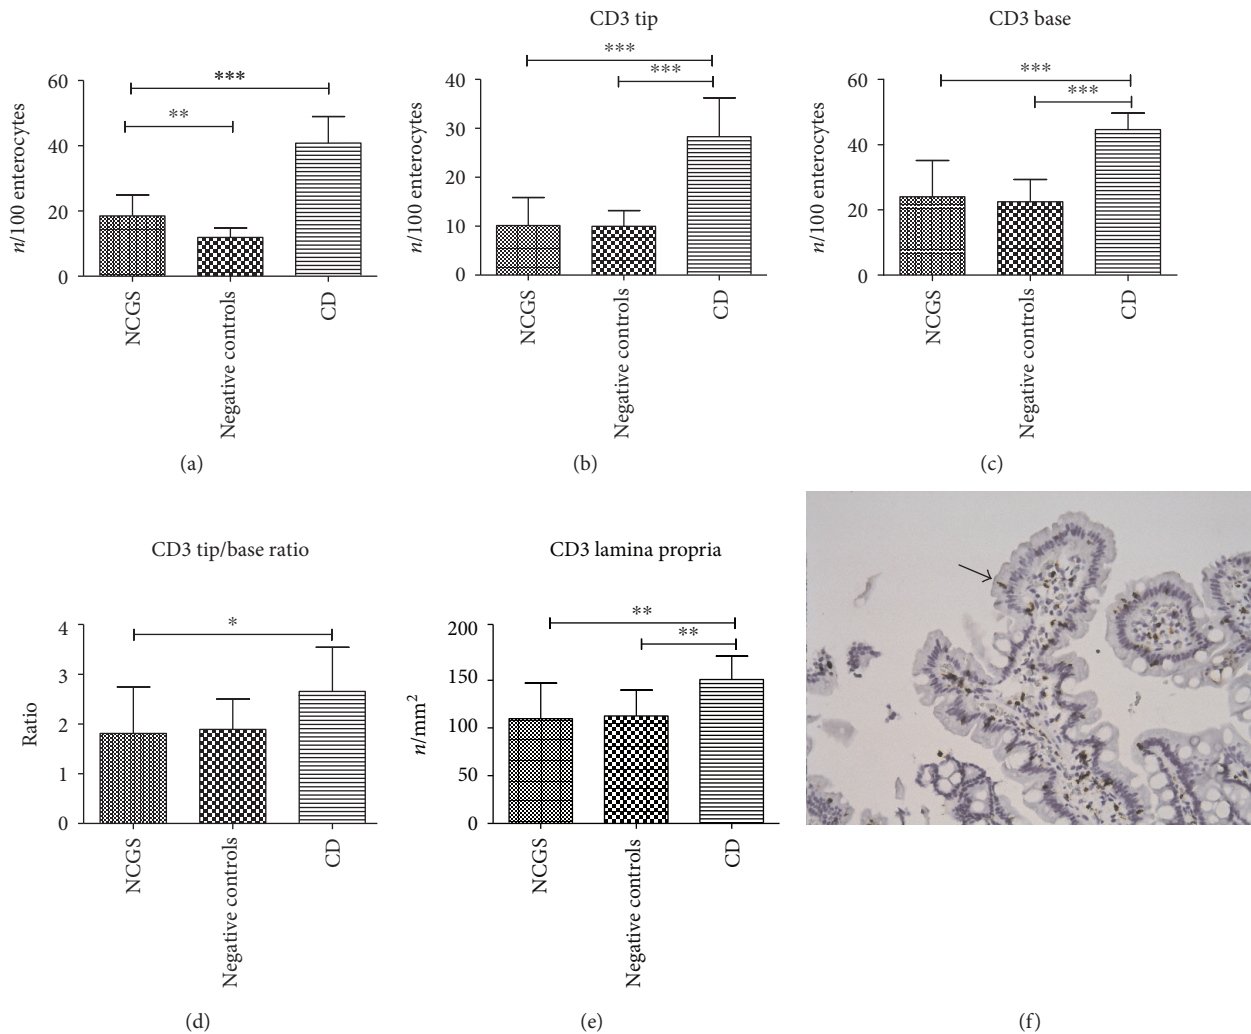 ***
**
60
40
20
0
n/100 enterocytes
NCGS
Negative controls
CD
(a)
CD3 tip
***
***
40
30
20
10
0
n/100 enterocytes
NCGS
Negative controls
CD
(b)
CD3 base
***
***
60
40
20
0
n/100 enterocytes
NCGS
Negative controls
CD
(c)
CD3 tip/base ratio
*
4
3
2
1
0
Ratio
NCGS
Negative controls
CD
(d)
CD3 lamina propria
**
**
200
150
100
50
0
n/mm²
NCGS
Negative controls
CD
(e)
(f)